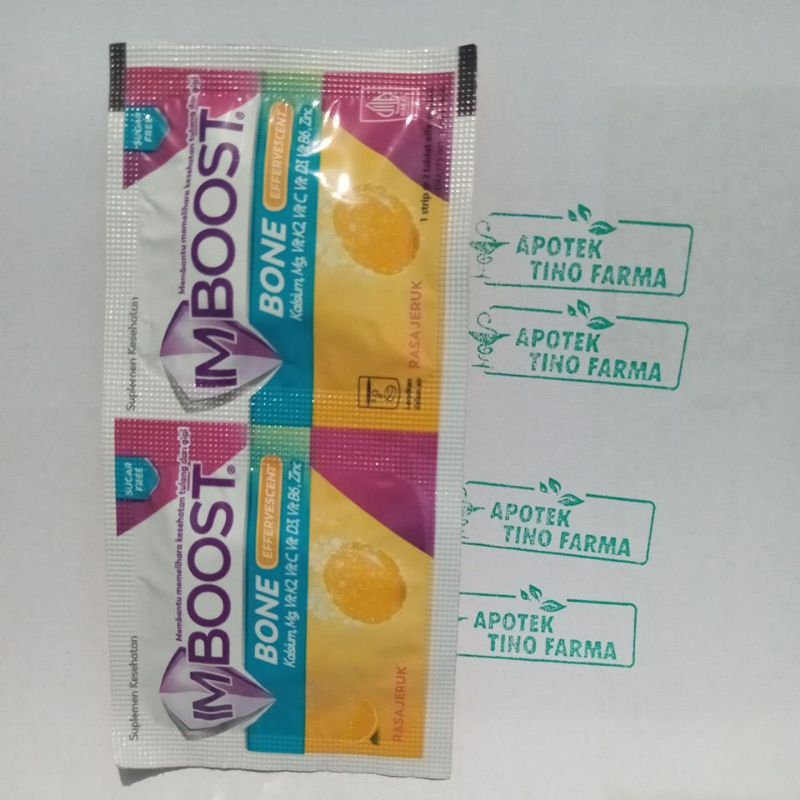 SUGAR
FREE
Membantu memelihara kesehatan tulang dan gigi
IMBOOST®
BONE EFFERVESCENT
Kalsium, Mg, Vit K2, Vit C, Vit D3, Vit B6, Zinc
Suplemen Kesehatan
RASA JERUK
1 strip @ 2 tablet
Larutkan
dalam air
SUGAR
FREE
Membantu memelihara kesehatan tulang dan gigi
IMBOOST®
BONE EFFERVESCENT
Kalsium, Mg, Vit K2, Vit C, Vit D3, Vit B6, Zinc
Suplemen Kesehatan
RASA JERUK
APOTEK
TINO FARMA
APOTEK
TINO FARMA
APOTEK
TINO FARMA
APOTEK
TINO FARMA